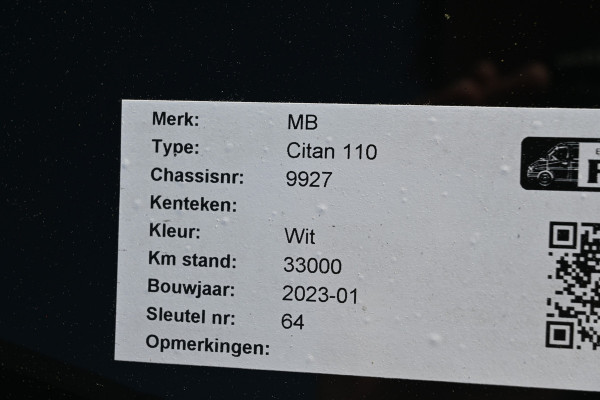 Merk: MB
Type: Citan 110
Chassisnr: 9927
Kenteken:
Kleur: Wit
Km stand: 33000
Bouwjaar: 2023-01
Sleutel nr: 64
Opmerkingen: